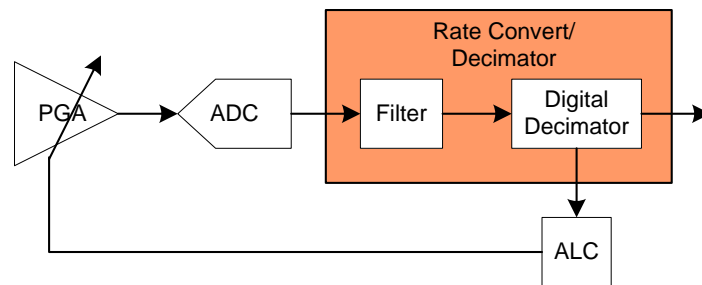 Rate Convert/
Decimator
PGA
ADC
Filter
Digital
Decimator
ALC